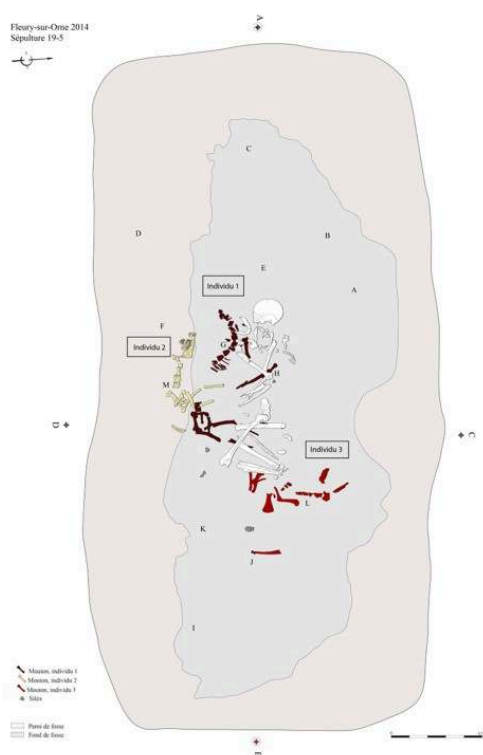 Fleury-sur-Orne 2014
Sépulture 19-5
A
C
D
B
E
A
Individu 1
F
G
Individu 2
H
M
D
C
Individu 3
L
K
J
I
Mouton, individu 1
Mouton, individu 2
Mouton, individu 3
Silex
Paroi de fosse
Fond de fosse